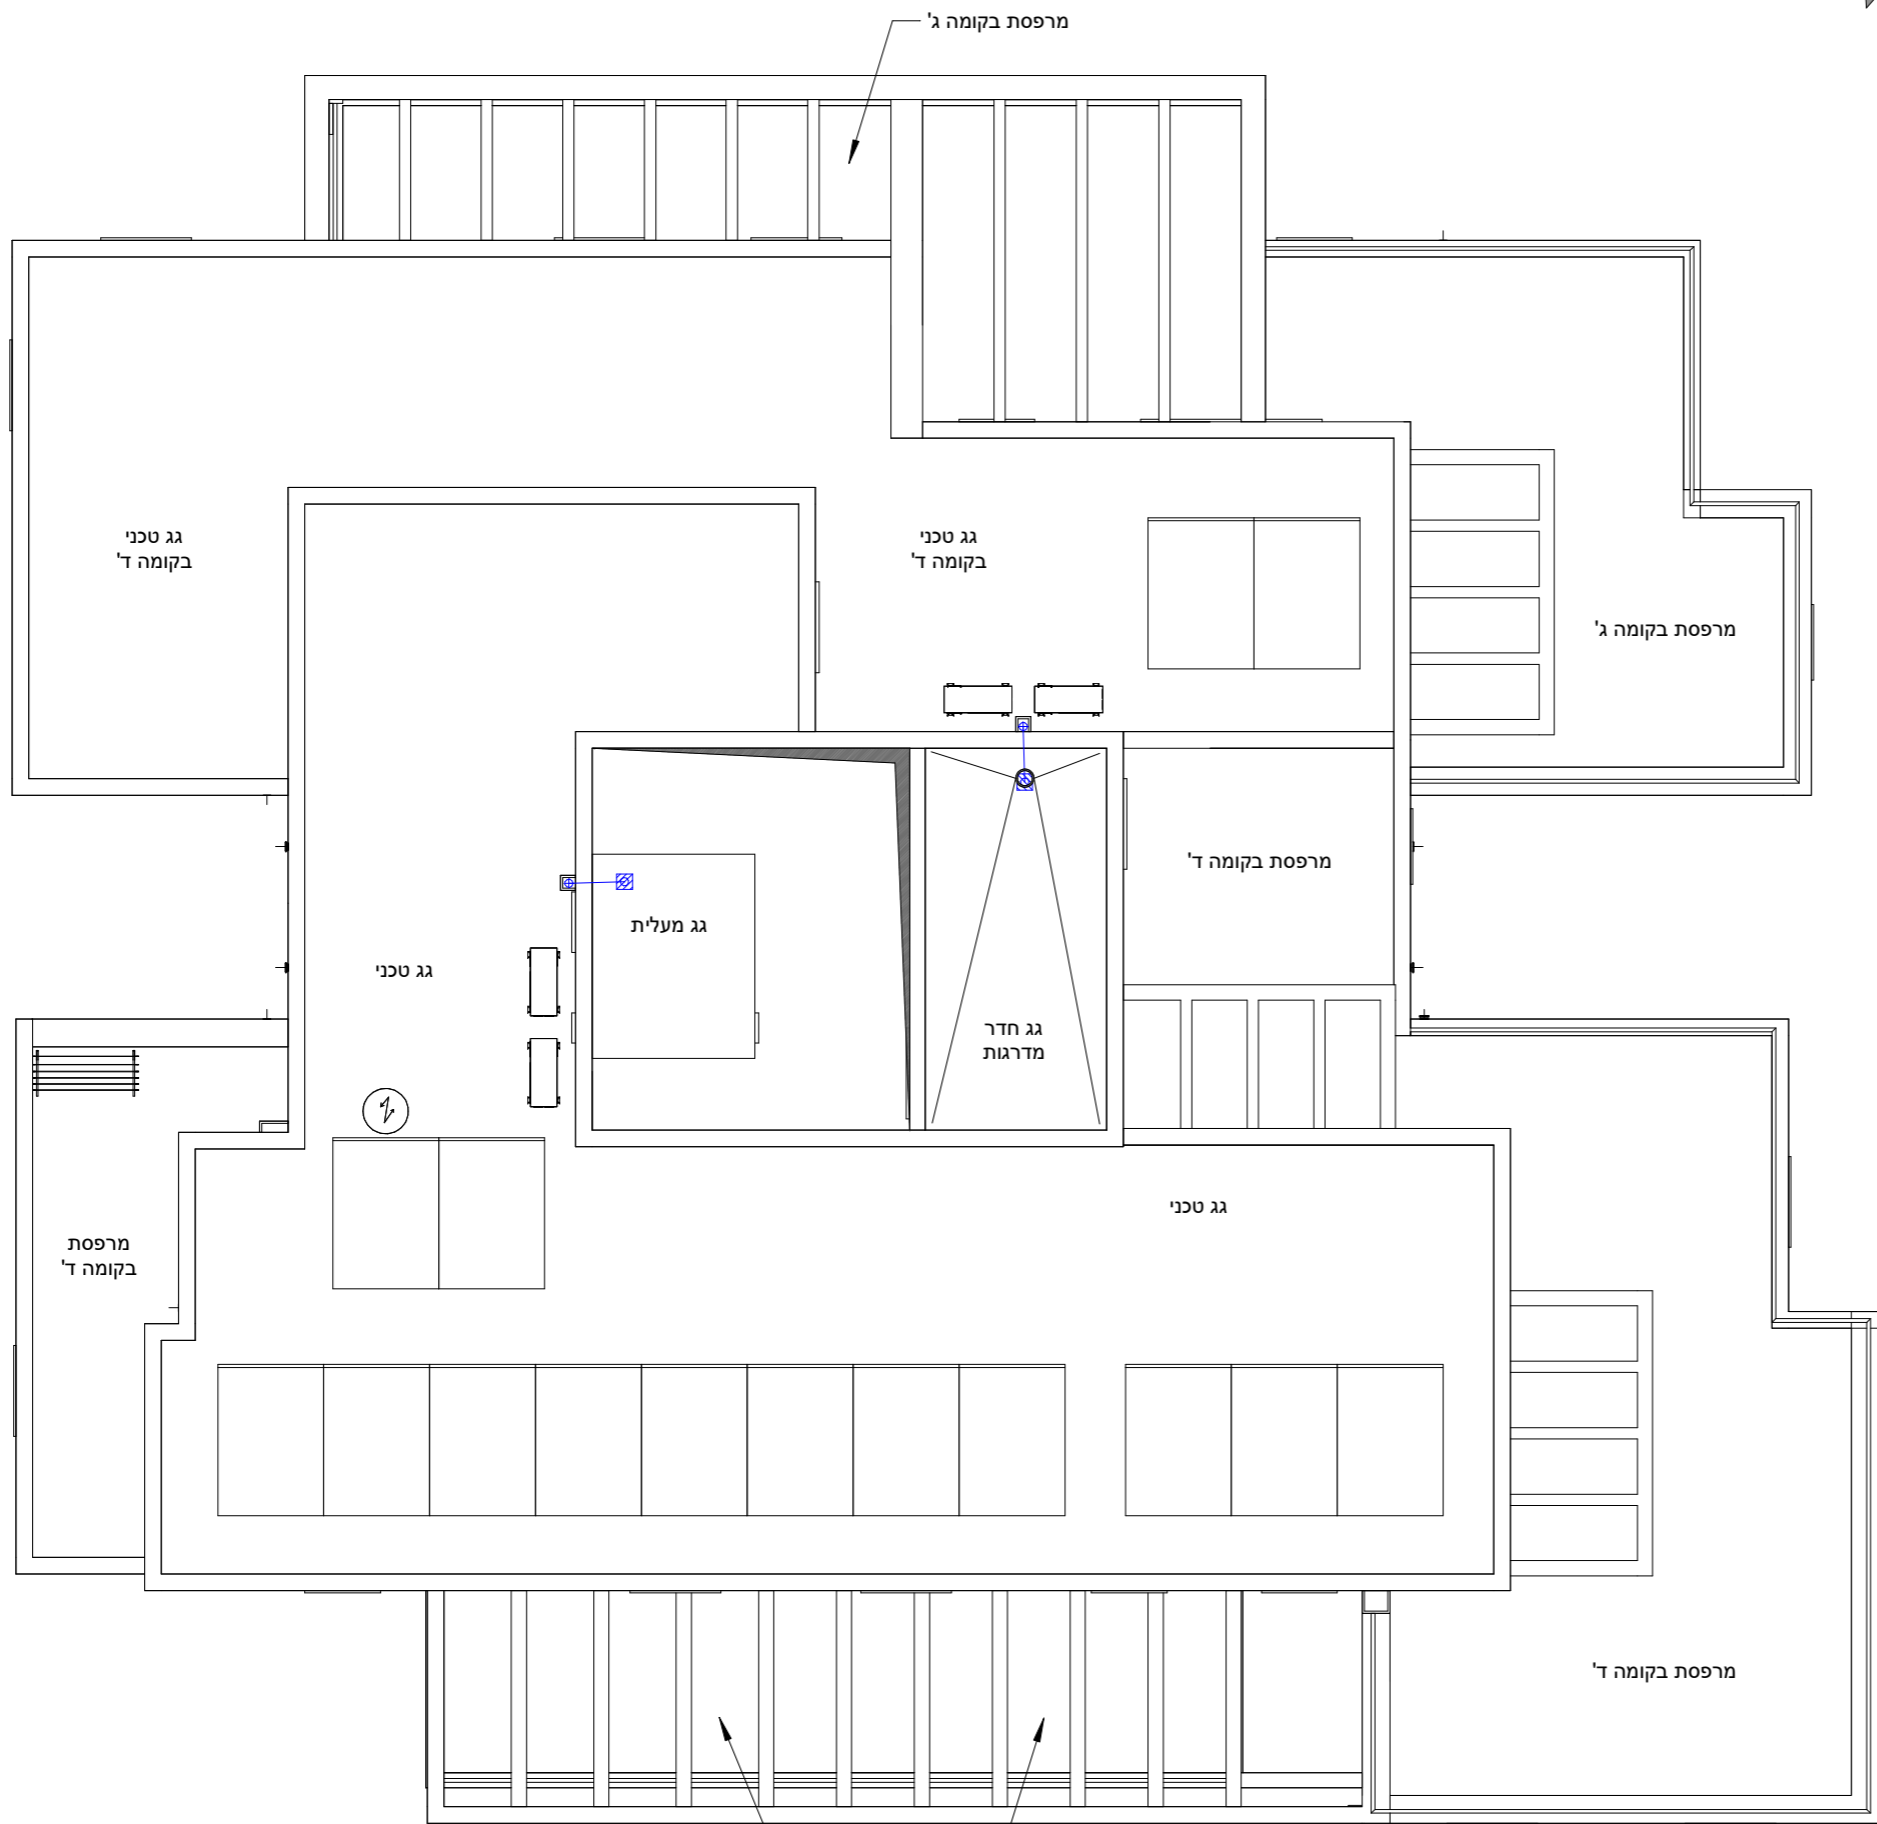 מרפסת בקומה ג'
גג טכני
בקומה ד'
גג טכני
בקומה ד'
מרפסת בקומה ג'
מרפסת בקומה ד'
גג מעלית
גג טכני
גג חדר
מדרגות
גג טכני
מרפסת
בקומה ד'
מרפסת בקומה ד'